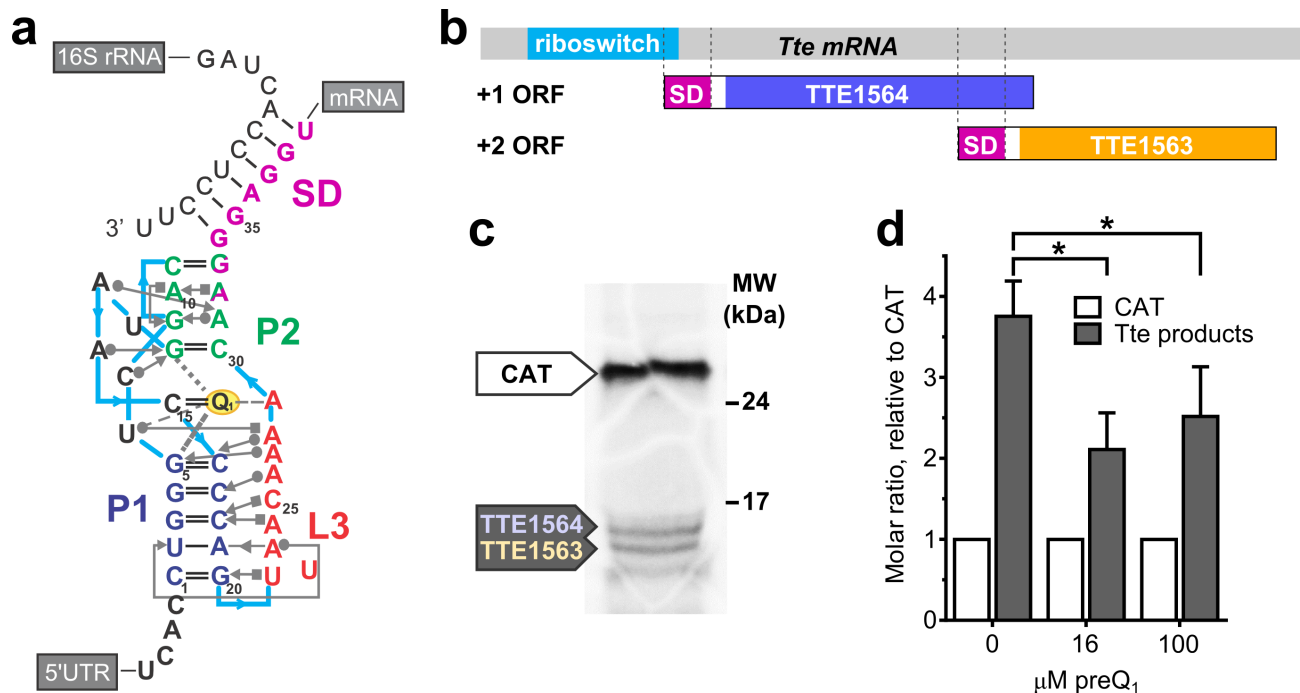 a
16S rRNA
G A U C A C C U C C U U 3'
mRNA
U G G A G G
35
SD
C G
A A
10
G A
G C
30
P2
A U
A C
U
C Q1 A
15
G C A
5
G C A
G C A
U A C
25
C G A
1
20
A
U U
P1
L3
C
A
C
U
5'UTR
b
riboswitch
Tte mRNA
+1 ORF
SD
TTE1564
+2 ORF
SD
TTE1563
c
MW
(kDa)
CAT
24
17
TTE1564
TTE1563
d
Molar ratio, relative to CAT
*
*
CAT
Tte products
4
3
2
1
0
0 16 100
μM preQ1